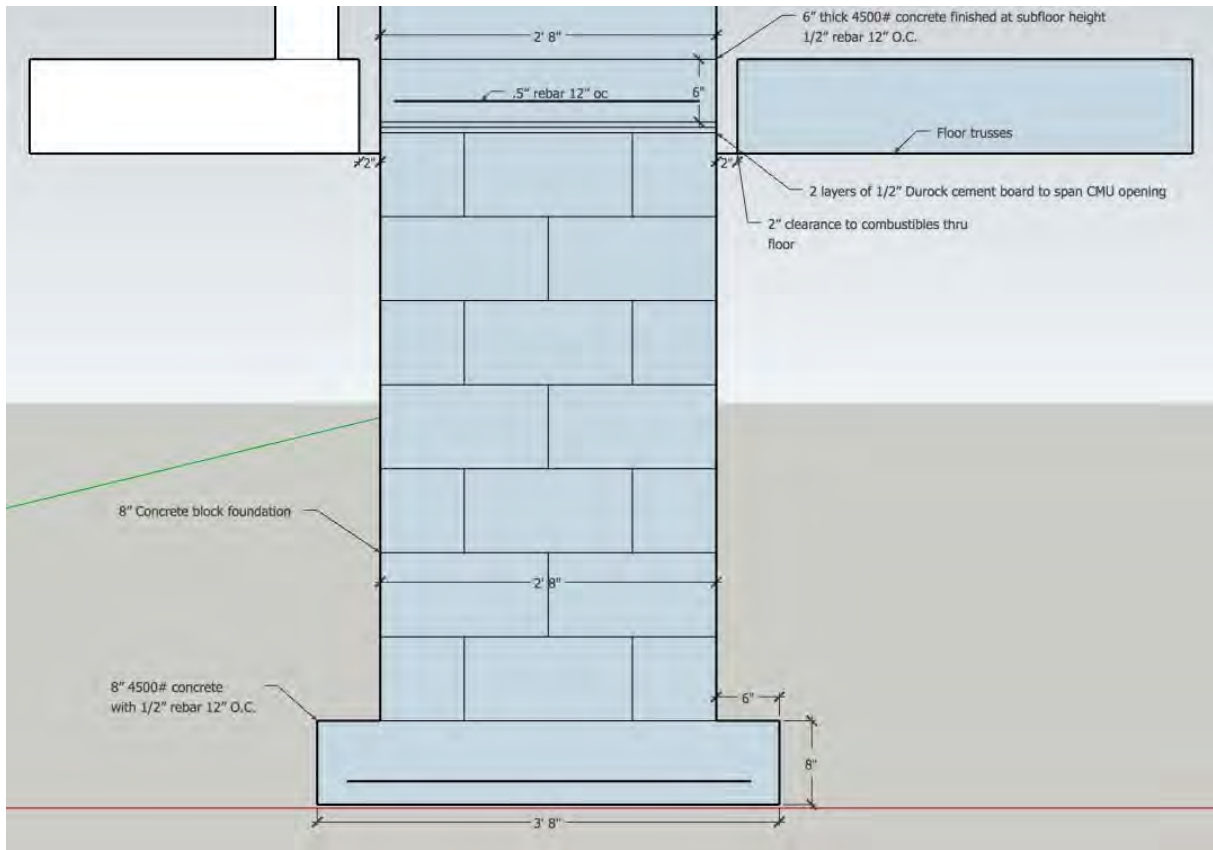 6" thick 4500# concrete finished at subfloor height
1/2" rebar 12" O.C.
2' 8"
.5" rebar 12" oc
6"
Floor trusses
2"
2"
2 layers of 1/2" Durock cement board to span CMU opening
2" clearance to combustibles thru
floor
8" Concrete block foundation
2' 8"
8" 4500# concrete
with 1/2" rebar 12" O.C.
6"
8"
3' 8"